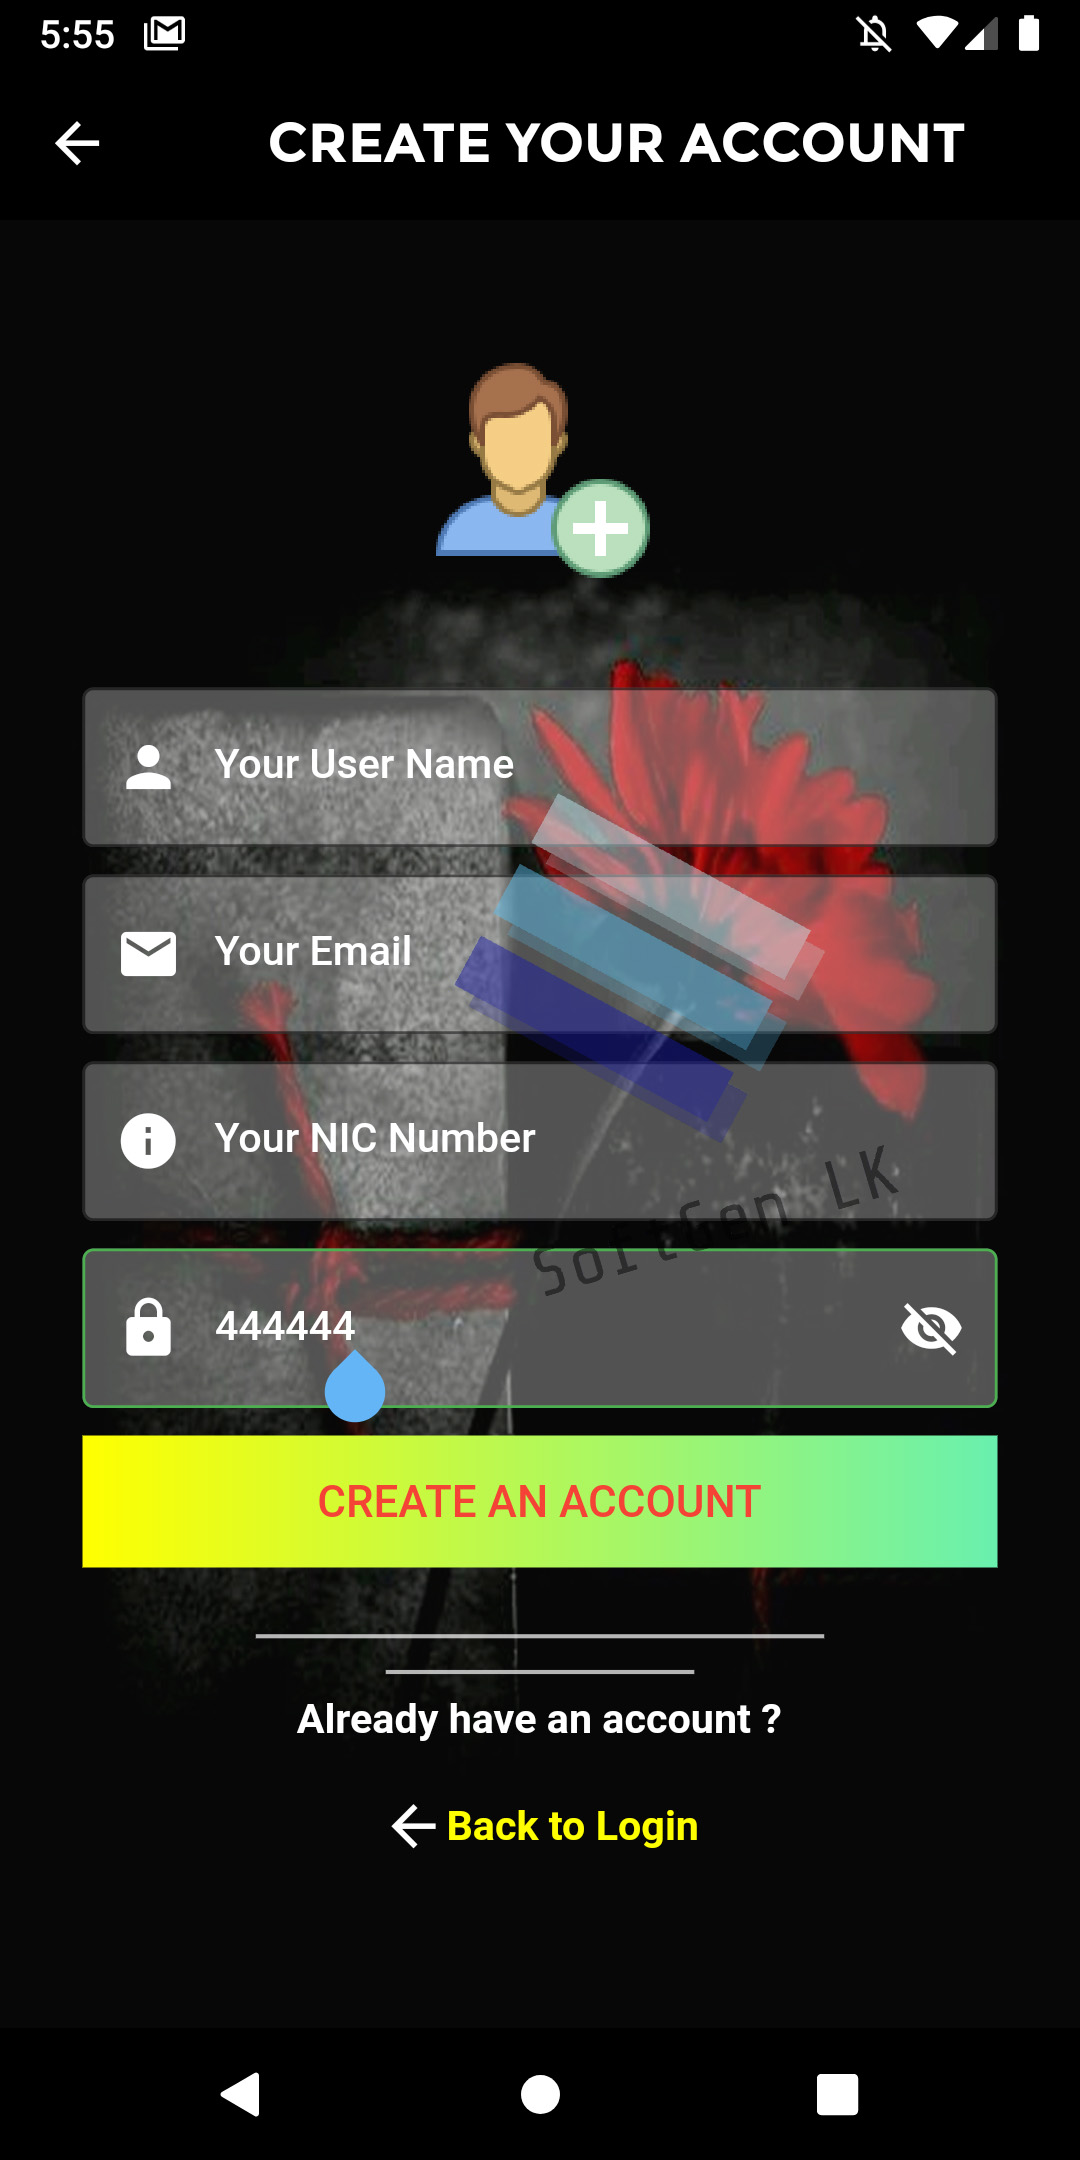 5:55
CREATE YOUR ACCOUNT
Your User Name
Your Email
Your NIC Number
SoftGen LK
444444
CREATE AN ACCOUNT
Already have an account ?
Back to Login